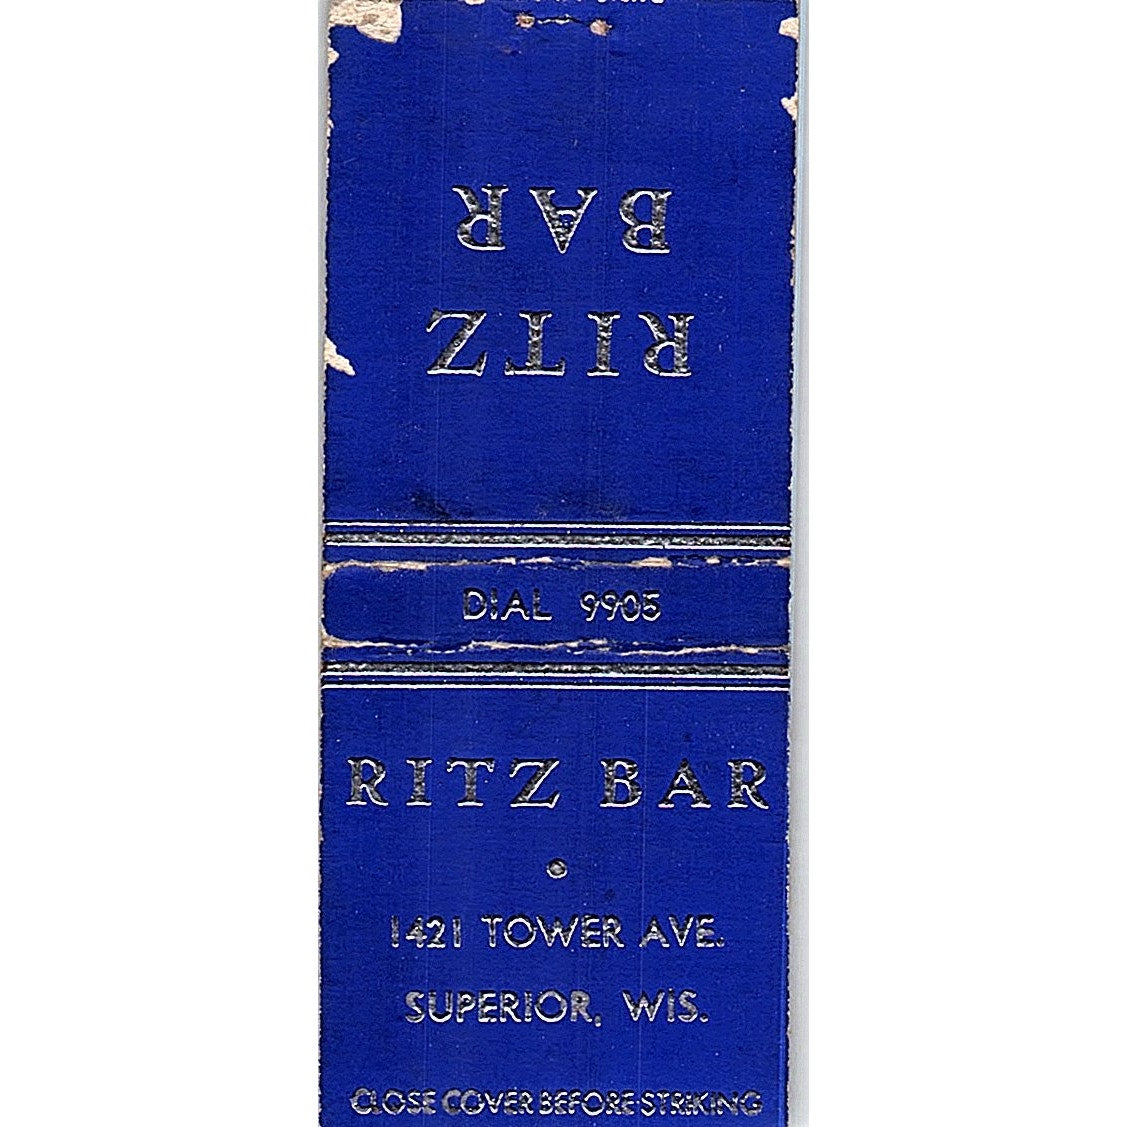 RITZ
BAR
DIAL 9905
RITZ BAR
1421 TOWER AVE.
SUPERIOR, WIS.
CLOSE COVER BEFORE STRIKING